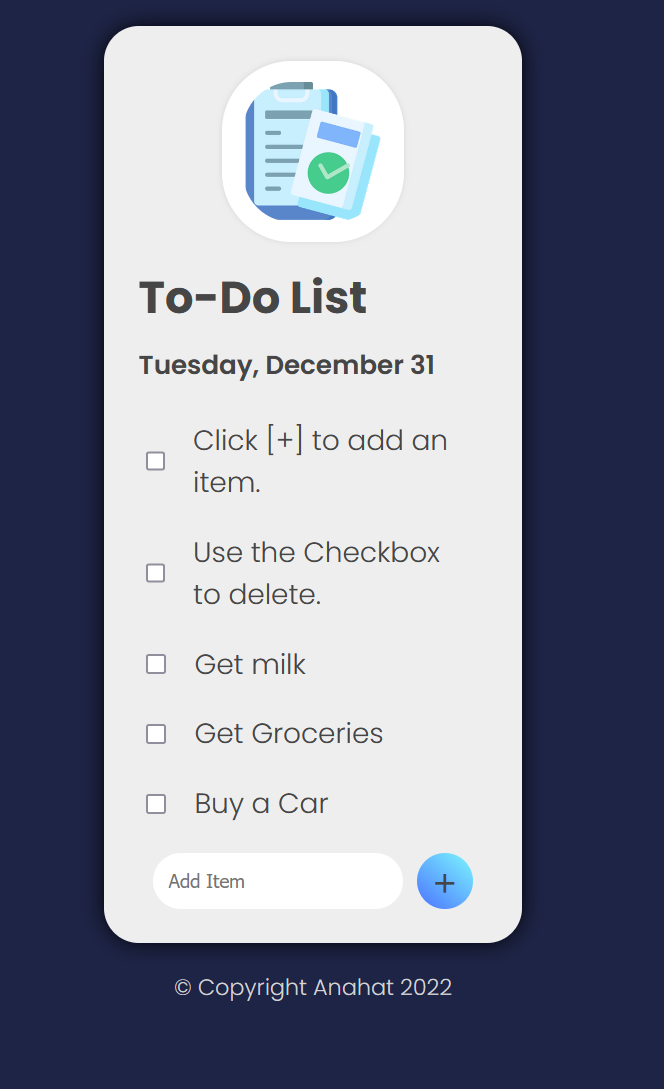 To-Do List
Tuesday, December 31
Click [+] to add an
item.
Use the Checkbox
to delete.
Get milk
Get Groceries
Buy a Car
Add Item
+
© Copyright Anahat 2022